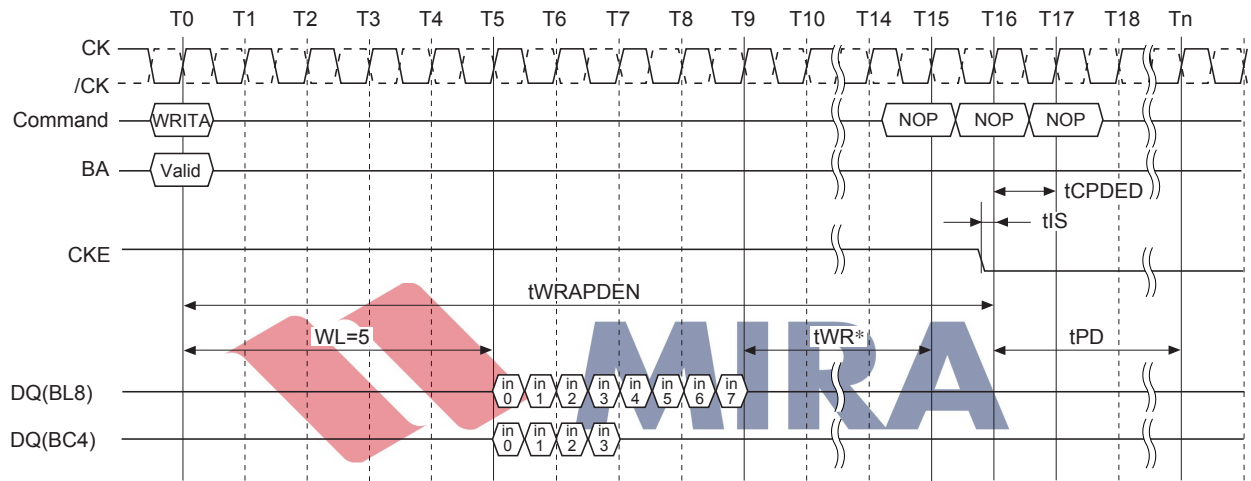 T0 T1 T2 T3 T4 T5 T6 T7 T8 T9 T10 T14 T15 T16 T17 T18 Tn
CK
/CK
Command WRITA NOP NOP NOP
BA Valid
tCPDED
tIS
CKE
tWRAPDEN
WL=5 tWR* tPD
MIRA
DQ(BL8) in 0 in 1 in 2 in 3 in 4 in 5 in 6 in 7
DQ(BC4) in 0 in 1 in 2 in 3